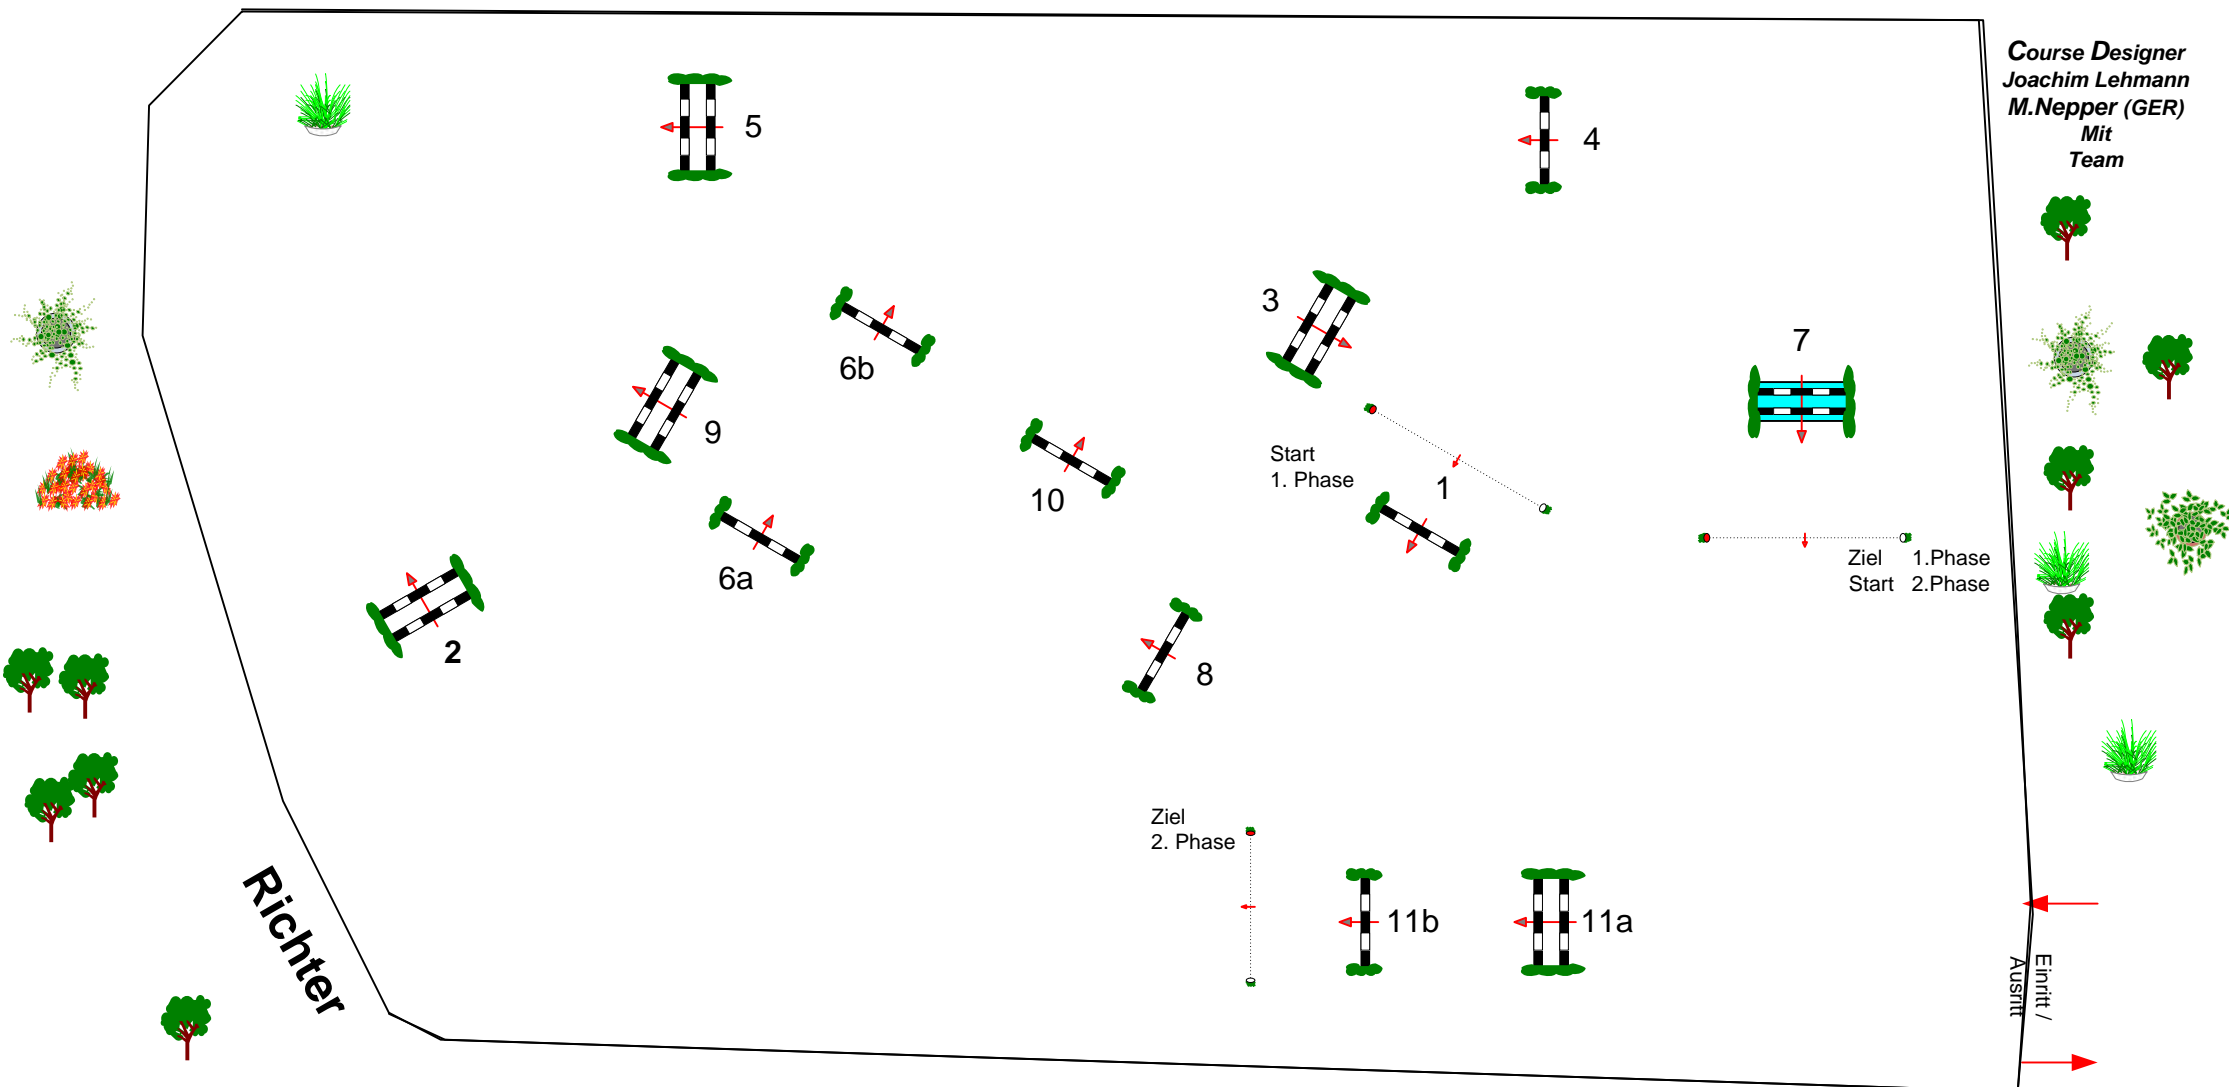 Course Designer
Joachim Lehmann
M.Nepper (GER)
Mit
Team
5
4
3
7
6b
9
10
Start
1. Phase
1
6a
Ziel 1.Phase
Start 2.Phase
2
8
Ziel
2. Phase
11b
11a
Richter
Einritt /
Ausritt